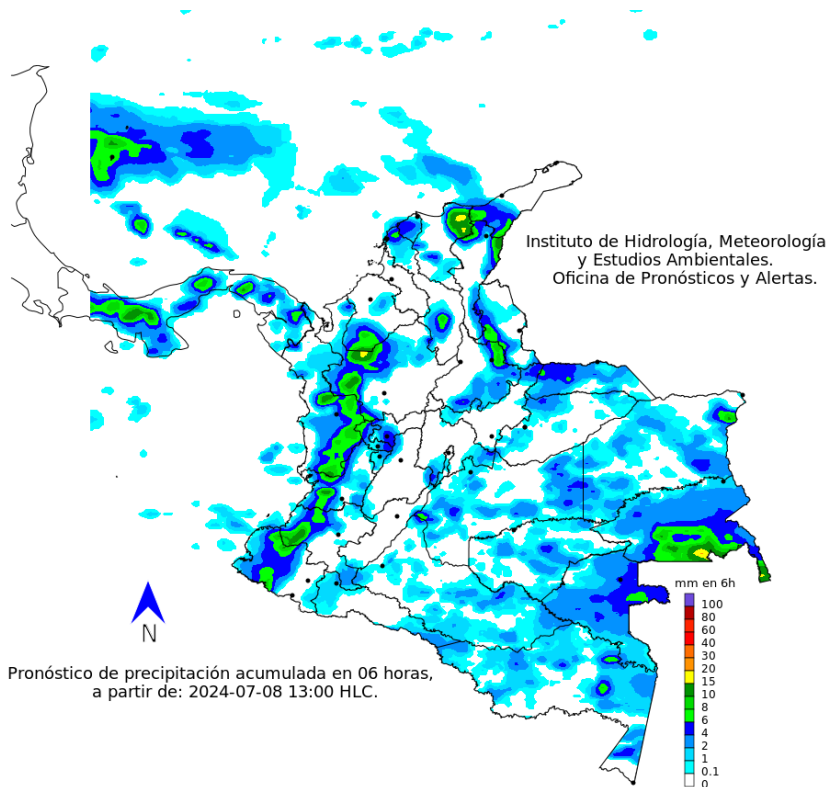 Instituto de Hidrología, Meteorología
y Estudios Ambientales.
Oficina de Pronósticos y Alertas.
mm en 6h
100
80
60
40
30
20
15
10
8
6
4
2
1
0.1
0
N
Pronóstico de precipitación acumulada en 06 horas,
a partir de: 2024-07-08 13:00 HLC.